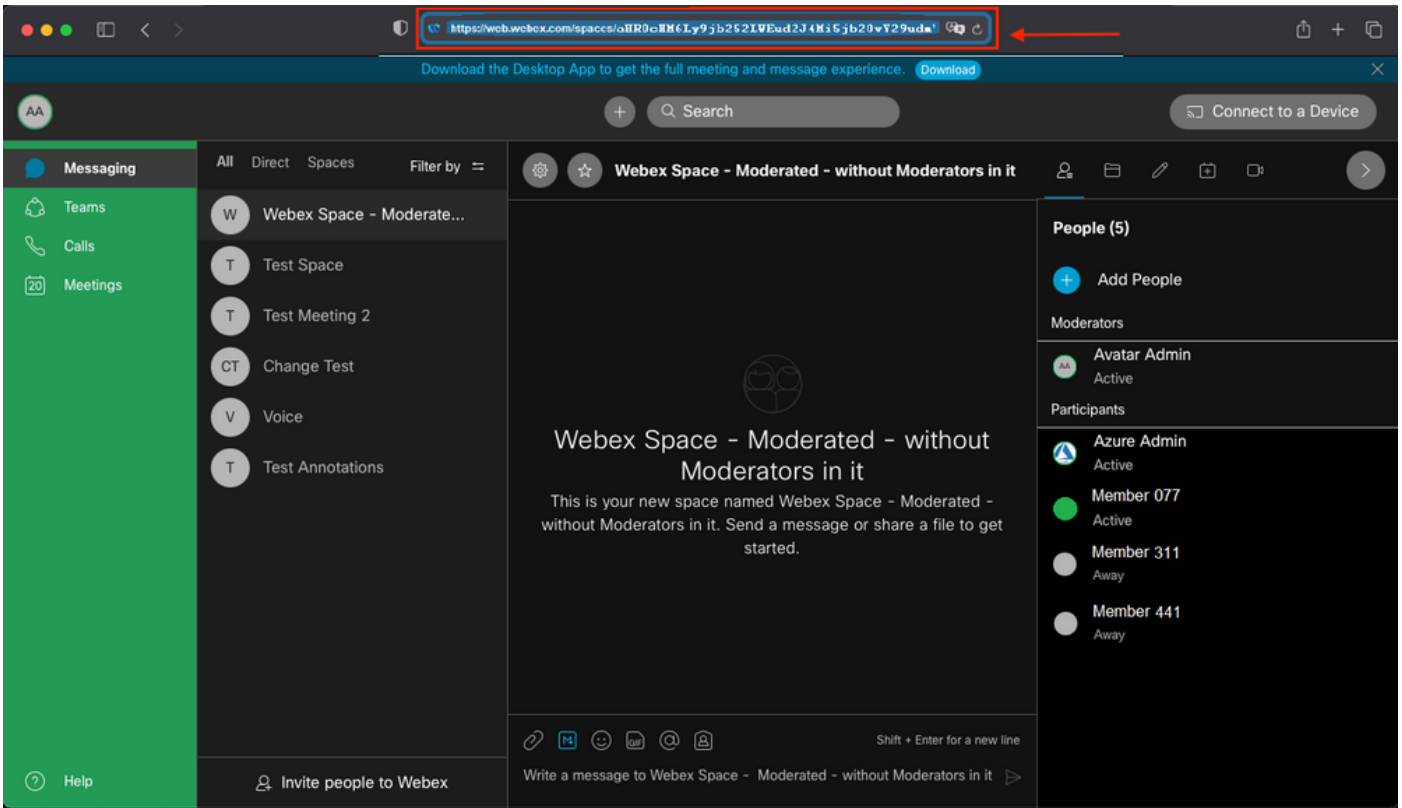 https://web.webex.com/spaces/aHR0cHM6Ly9jb252LWEud2J4Mi5jb20vY29udm
Download the Desktop App to get the full meeting and message experience. Download
AA
Search
Connect to a Device
Messaging
Teams
Calls
20 Meetings
Help
All Direct Spaces Filter by
W Webex Space - Moderate...
T Test Space
T Test Meeting 2
CT Change Test
V Voice
T Test Annotations
Invite people to Webex
Webex Space - Moderated - without Moderators in it
Webex Space - Moderated - without
Moderators in it
This is your new space named Webex Space - Moderated -
without Moderators in it. Send a message or share a file to get
started.
GIF
Shift + Enter for a new line
Write a message to Webex Space - Moderated - without Moderators in it
People (5)
Add People
Moderators
AA Avatar Admin
Active
Participants
Azure Admin
Active
Member 077
Active
Member 311
Away
Member 441
Away